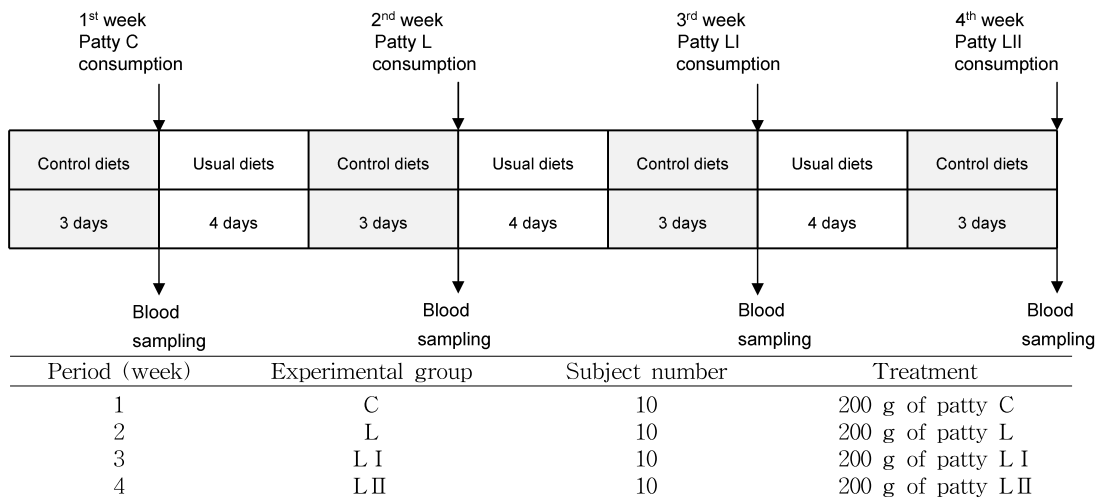 1st week
Patty C
consumption
2nd week
Patty L
consumption
3rd week
Patty LI
consumption
4th week
Patty LII
consumption
Control diets Usual diets Control diets Usual diets Control diets Usual diets Control diets
3 days 4 days 3 days 4 days 3 days 4 days 3 days
Blood
sampling
Blood
sampling
Blood
sampling
Blood
sampling
Period (week) Experimental group Subject number Treatment
1 C 10 200 g of patty C
2 L 10 200 g of patty L
3 LⅠ 10 200 g of patty LⅠ
4 LⅡ 10 200 g of patty LⅡ